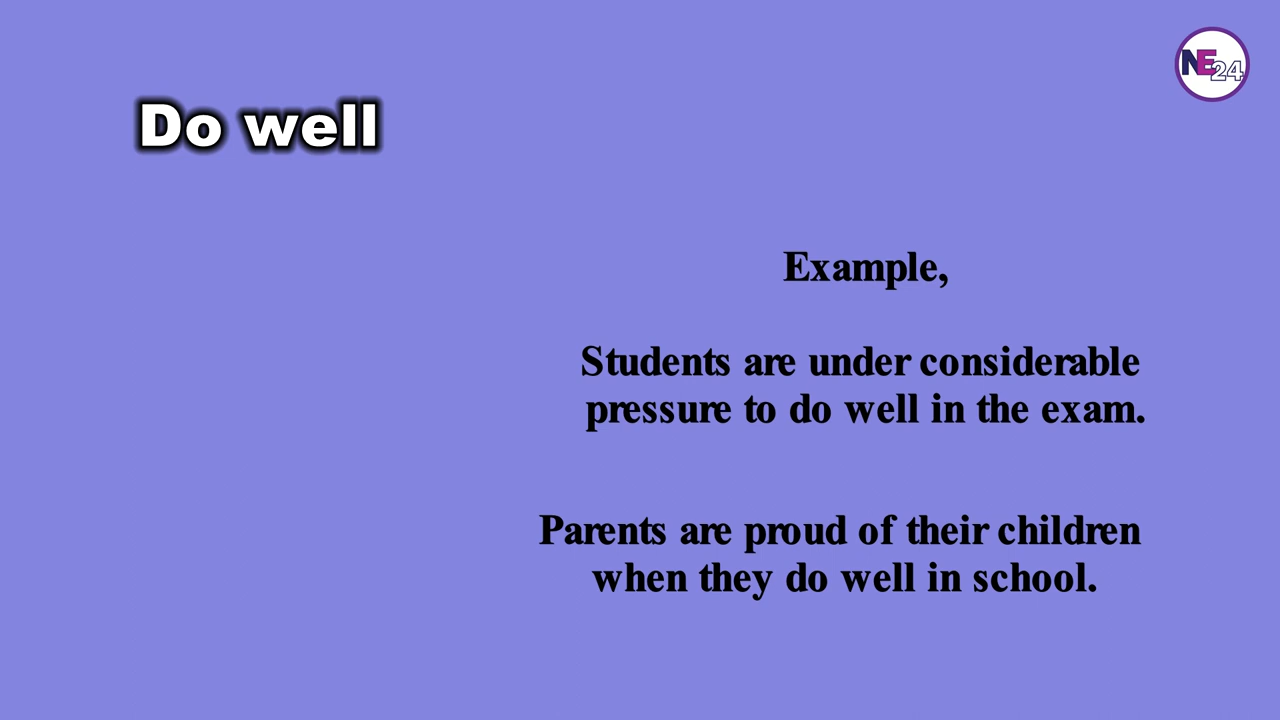 NE24
Do well
Example,
Students are under considerable
pressure to do well in the exam.
Parents are proud of their children
when they do well in school.